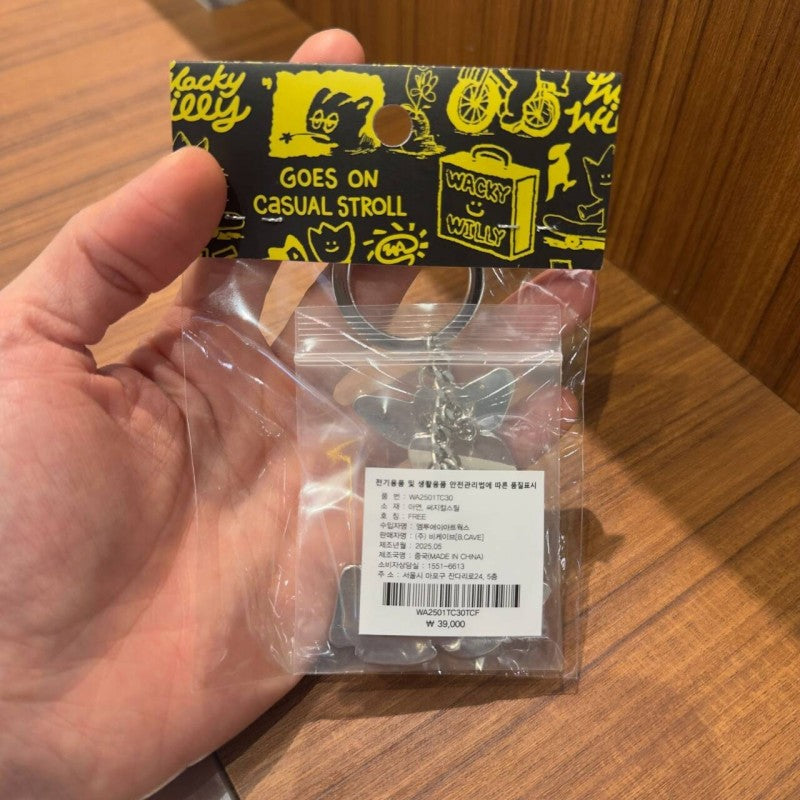 Wacky
Willy
GOES ON
CASUAL STROLL
WACKY
WILLY
WA
전기용품 및 생활용품 안전관리법에 따른 품질표시
품 번 : WA2501TC30
소 재 : 아연, 써지컬스틸
호 칭 : FREE
수입자명 : 엠투에이아트웍스
판매자명 : (주) 비케이브[B.CAVE]
제조년월 : 2025.05
제조국명 : 중국(MADE IN CHINA)
소비자상담실 : 1551-6613
주 소 : 서울시 마포구 잔다리로24, 5층
WA2501TC30TCF
₩ 39,000